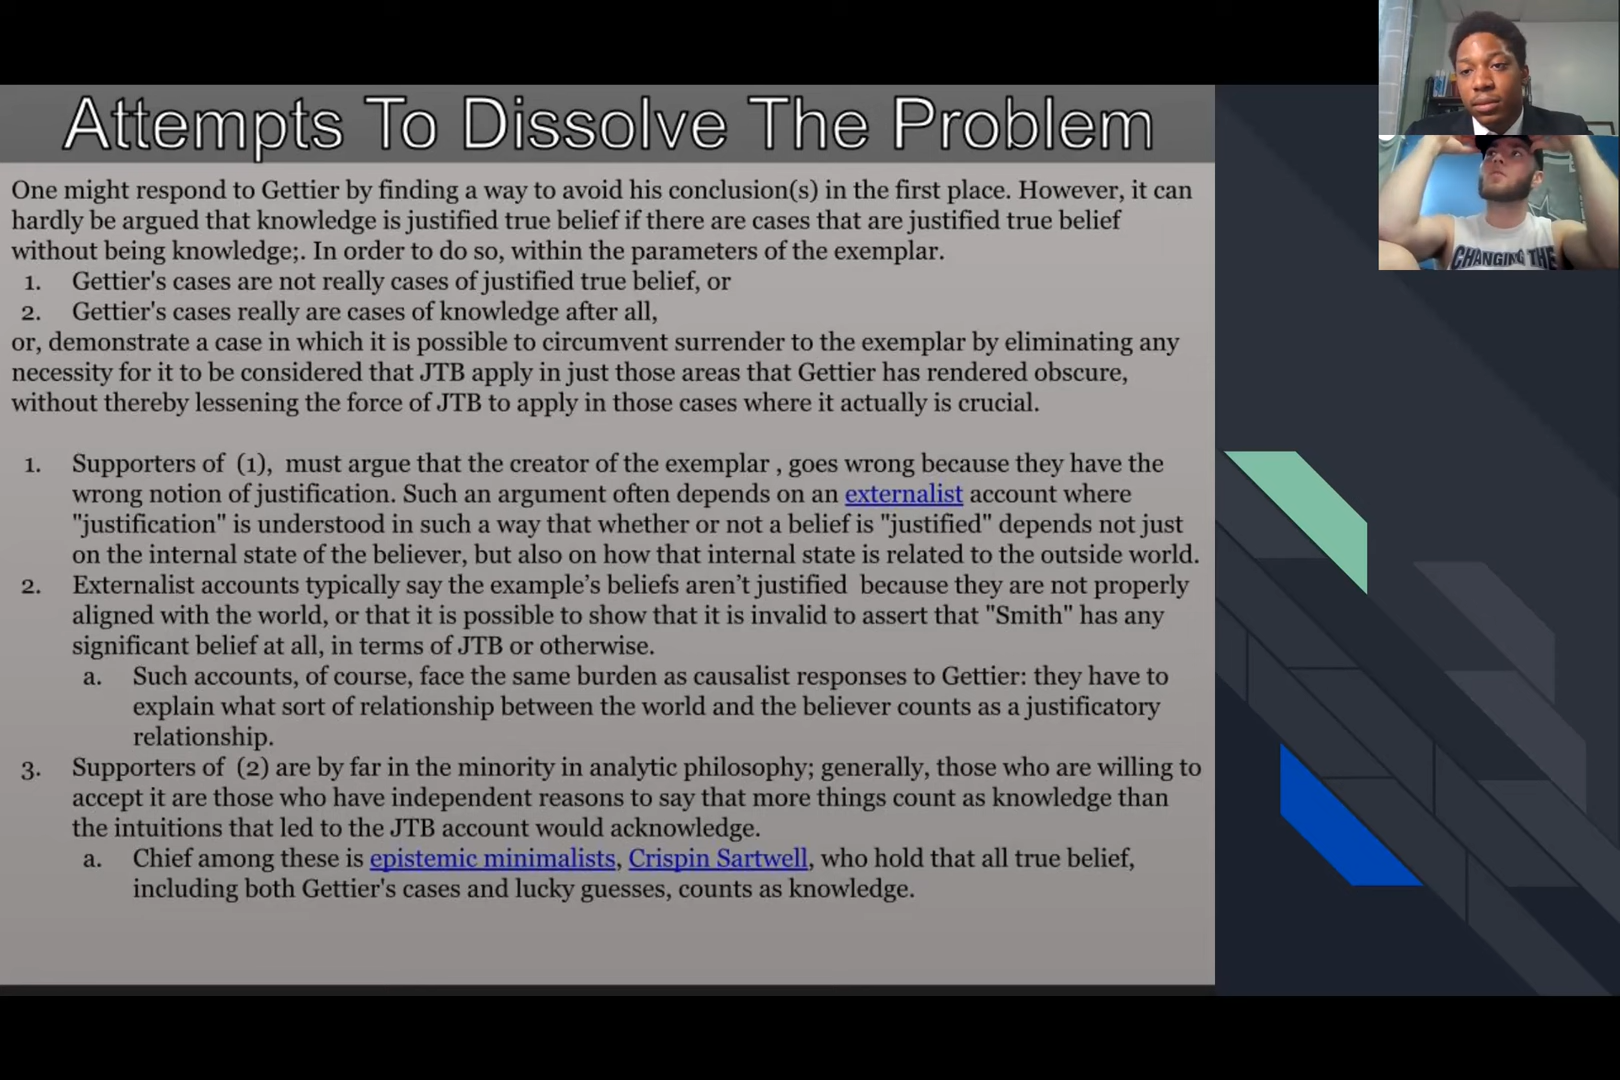 Attempts To Dissolve The Problem
One might respond to Gettier by finding a way to avoid his conclusion(s) in the first place. However, it can
hardly be argued that knowledge is justified true belief if there are cases that are justified true belief
without being knowledge;. In order to do so, within the parameters of the exemplar.
1. Gettier's cases are not really cases of justified true belief, or
2. Gettier's cases really are cases of knowledge after all,
or, demonstrate a case in which it is possible to circumvent surrender to the exemplar by eliminating any
necessity for it to be considered that JTB apply in just those areas that Gettier has rendered obscure,
without thereby lessening the force of JTB to apply in those cases where it actually is crucial.
1. Supporters of (1), must argue that the creator of the exemplar , goes wrong because they have the
wrong notion of justification. Such an argument often depends on an externalist account where
"justification" is understood in such a way that whether or not a belief is "justified" depends not just
on the internal state of the believer, but also on how that internal state is related to the outside world.
2. Externalist accounts typically say the example's beliefs aren't justified because they are not properly
aligned with the world, or that it is possible to show that it is invalid to assert that "Smith" has any
significant belief at all, in terms of JTB or otherwise.
a. Such accounts, of course, face the same burden as causalist responses to Gettier: they have to
explain what sort of relationship between the world and the believer counts as a justificatory
relationship.
3. Supporters of (2) are by far in the minority in analytic philosophy; generally, those who are willing to
accept it are those who have independent reasons to say that more things count as knowledge than
the intuitions that led to the JTB account would acknowledge.
a. Chief among these is epistemic minimalists, Crispin Sartwell, who hold that all true belief,
including both Gettier's cases and lucky guesses, counts as knowledge.
CHANGING THE